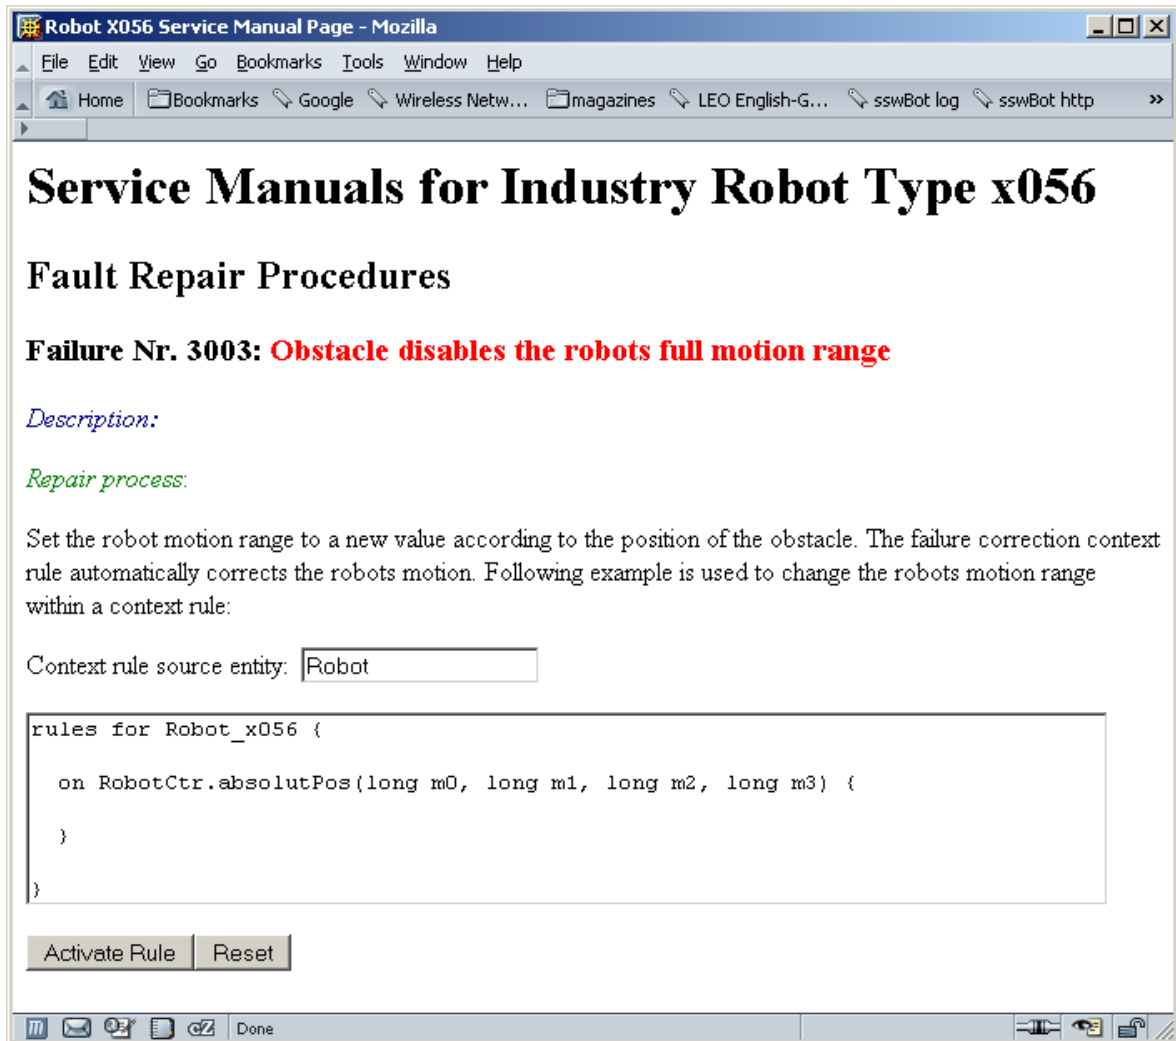 Robot X056 Service Manual Page - Mozilla
File Edit View Go Bookmarks Tools Window Help
Home Bookmarks Google Wireless Netw... magazines LEO English-G... sswBot log sswBot http »
Service Manuals for Industry Robot Type x056
Fault Repair Procedures
Failure Nr. 3003: Obstacle disables the robots full motion range
Description:
Repair process:
Set the robot motion range to a new value according to the position of the obstacle. The failure correction context
rule automatically corrects the robots motion. Following example is used to change the robots motion range
within a context rule:
Context rule source entity: Robot
rules for Robot_x056 {
on RobotCtr.absolutPos(long m0, long m1, long m2, long m3) {
}
}
Activate Rule Reset
Done